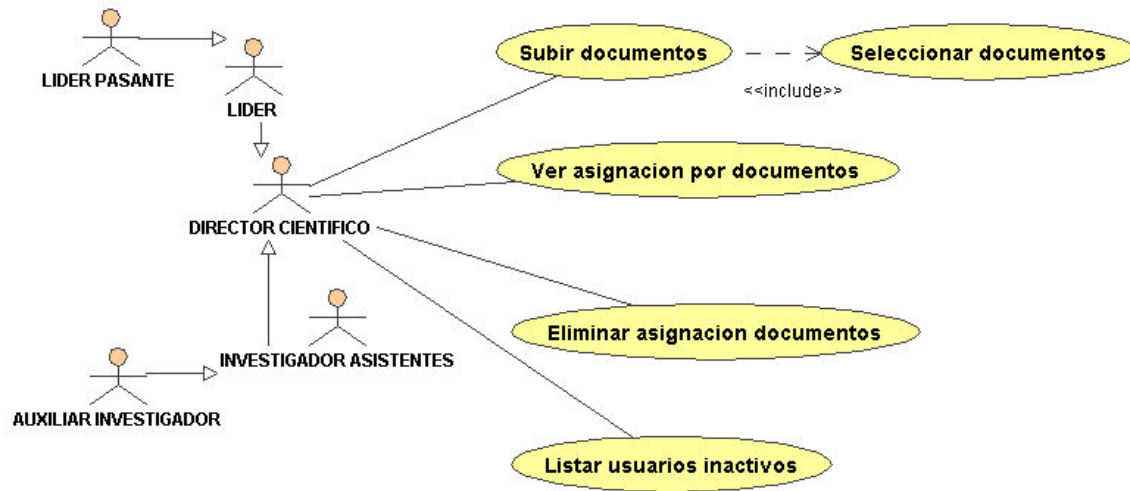 Subir documentos
Seleccionar documentos
LIDER PASANTE
<<include>>
LIDER
Ver asignacion por documentos
DIRECTOR CIENTIFICO
Eliminar asignacion documentos
INVESTIGADOR ASISTENTES
AUXILIAR INVESTIGADOR
Listar usuarios inactivos